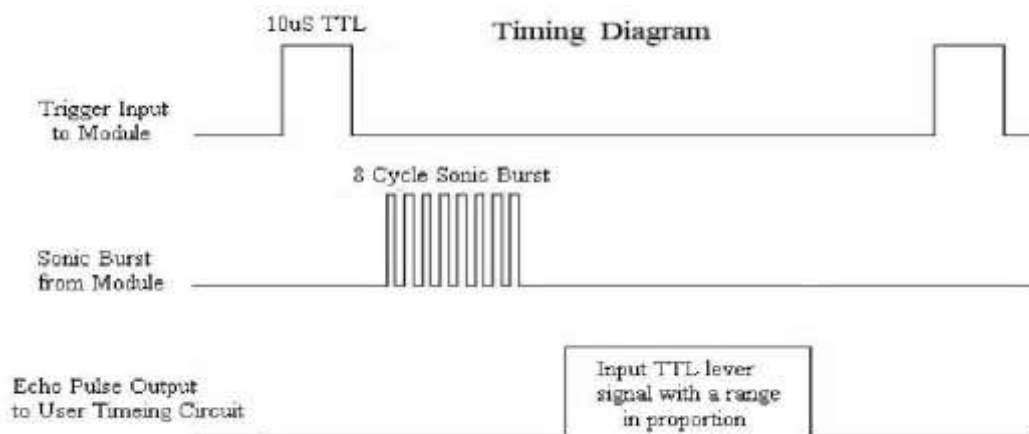 10uS TTL
Timing Diagram
Trigger Input
to Module
8 Cycle Sonic Burst
Sonic Burst
from Module
Echo Pulse Output
to User Timeing Circuit
Input TTL lever
signal with a range
in proportion